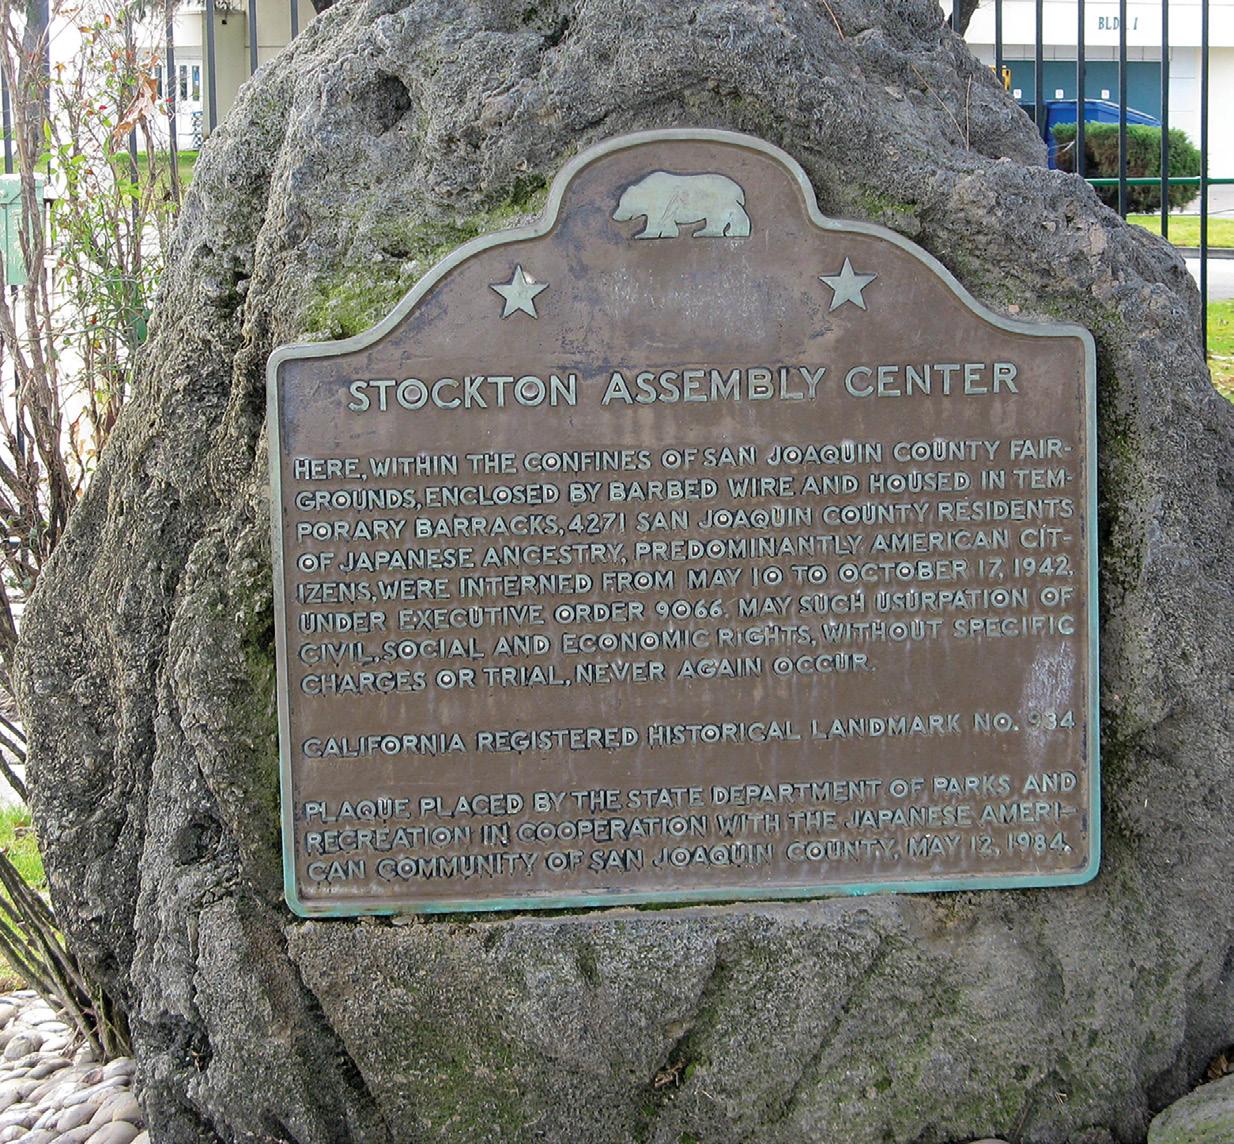 BLDG 1
STOCKTON ASSEMBLY CENTER
HERE, WITHIN THE CONFINES OF SAN JOAQUIN COUNTY FAIR-
GROUNDS, ENCLOSED BY BARBED WIRE AND HOUSED IN TEM-
PORARY BARRACKS, 4271 SAN JOAQUIN COUNTY RESIDENTS
OF JAPANESE ANCESTRY, PREDOMINANTLY AMERICAN CIT-
IZENS, WERE INTERNED FROM MAY 10 TO OCTOBER 17, 1942,
UNDER EXECUTIVE ORDER 9066. MAY SUCH USURPATION OF
CIVIL, SOCIAL AND ECONOMIC RIGHTS, WITHOUT SPECIFIC
CHARGES OR TRIAL, NEVER AGAIN OCCUR.
CALIFORNIA REGISTERED HISTORICAL LANDMARK NO. 934
PLAQUE PLACED BY THE STATE DEPARTMENT OF PARKS AND
RECREATION IN COOPERATION WITH THE JAPANESE AMERI-
CAN COMMUNITY OF SAN JOAQUIN COUNTY, MAY 12, 1984.